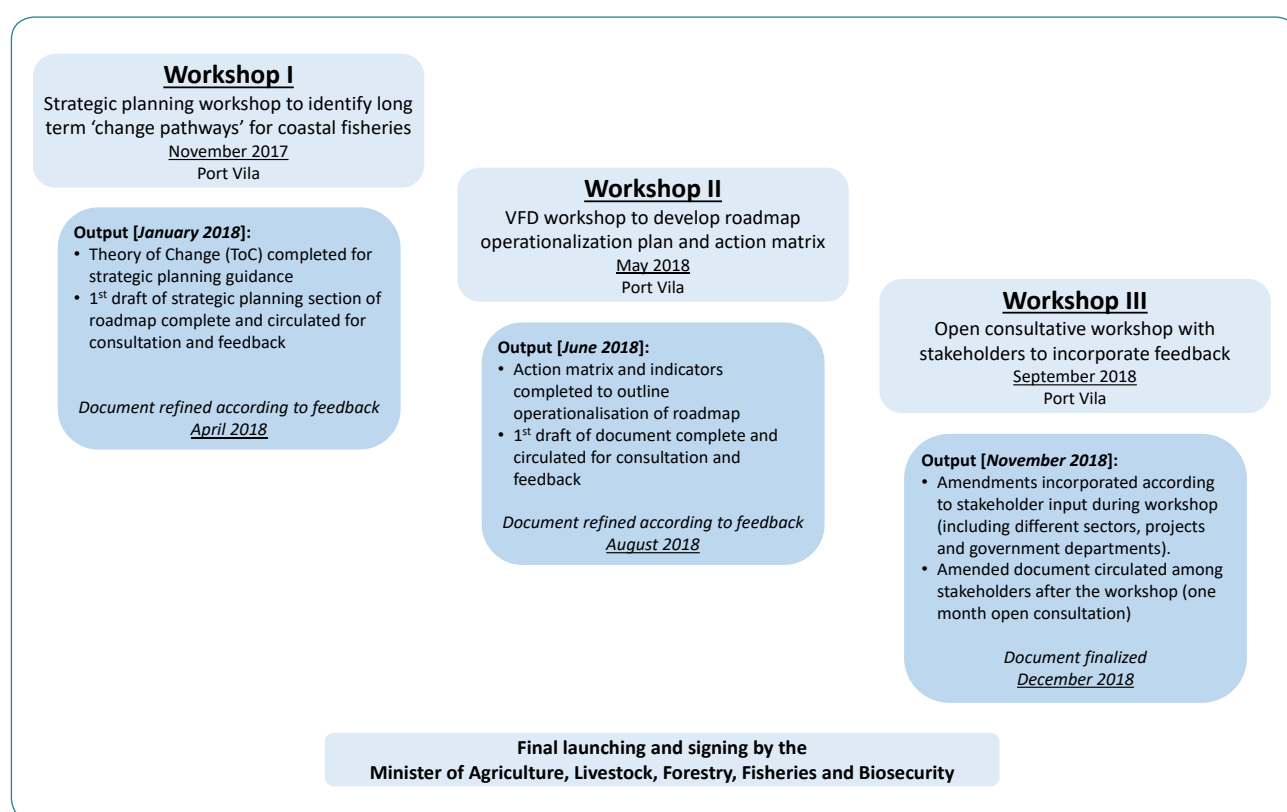 Workshop I
Strategic planning workshop to identify long
term ‘change pathways’ for coastal fisheries
November 2017
Port Vila
Output [January 2018]:
• Theory of Change (ToC) completed for
strategic planning guidance
• 1st draft of strategic planning section of
roadmap complete and circulated for
consultation and feedback
Document refined according to feedback
April 2018
Workshop II
VFD workshop to develop roadmap
operationalization plan and action matrix
May 2018
Port Vila
Output [June 2018]:
• Action matrix and indicators
completed to outline
operationalisation of roadmap
• 1st draft of document complete and
circulated for consultation and
feedback
Document refined according to feedback
August 2018
Workshop III
Open consultative workshop with
stakeholders to incorporate feedback
September 2018
Port Vila
Output [November 2018]:
• Amendments incorporated according
to stakeholder input during workshop
(including different sectors, projects
and government departments).
• Amended document circulated among
stakeholders after the workshop (one
month open consultation)
Document finalized
December 2018
Final launching and signing by the
Minister of Agriculture, Livestock, Forestry, Fisheries and Biosecurity